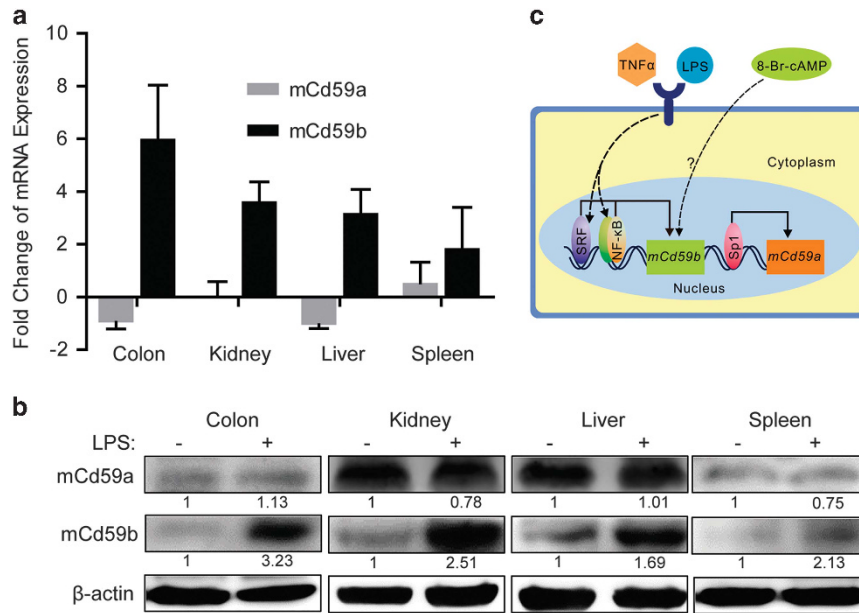 a
Fold Change of mRNA Expression
10
8
6
4
2
0
-2
mCd59a
mCd59b
Colon Kidney Liver Spleen
c
TNFα LPS 8-Br-cAMP
?
Cytoplasm
SRF NF-κB mCd59b Sp1 mCd59a
Nucleus
b
Colon Kidney Liver Spleen
LPS: - + - + - + - +
mCd59a
1 1.13 1 0.78 1 1.01 1 0.75
mCd59b
1 3.23 1 2.51 1 1.69 1 2.13
β-actin